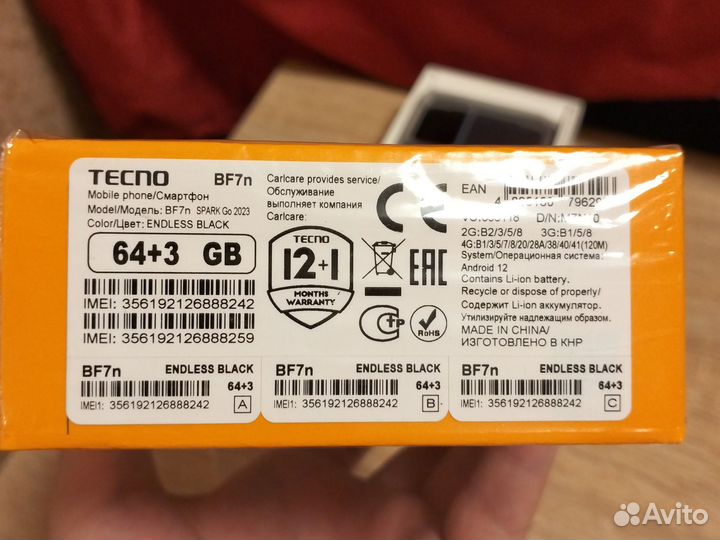 TECNO BF7n
Mobile phone/Смартфон
Model/Модель: BF7n SPARK Go 2023
Color/Цвет: ENDLESS BLACK
64+3 GB
IMEI: 356192126888242
IMEI: 356192126888259
Carlcare provides service/
Обслуживание
выполняет компания
Carlcare:
TECNO
12+1
MONTHS
WARRANTY
CE
EAC
РСТ
RoHS
EAN
2G:B2/3/5/8 3G:B1/5/8
4G:B1/3/5/7/8/20/28A/38/40/41(120M)
System/Операционная система:
Android 12
Contains Li-ion battery.
Recycle or dispose of properly/
Содержит Li-ion аккумулятор.
Утилизируйте надлежащим образом.
MADE IN CHINA/
ИЗГОТОВЛЕНО В КНР
BF7n ENDLESS BLACK
64+3
IMEI1: 356192126888242 A
BF7n ENDLESS BLACK
64+3
IMEI1: 356192126888242 B
BF7n ENDLESS BLACK
64+3
IMEI1: 356192126888242 C
Avito